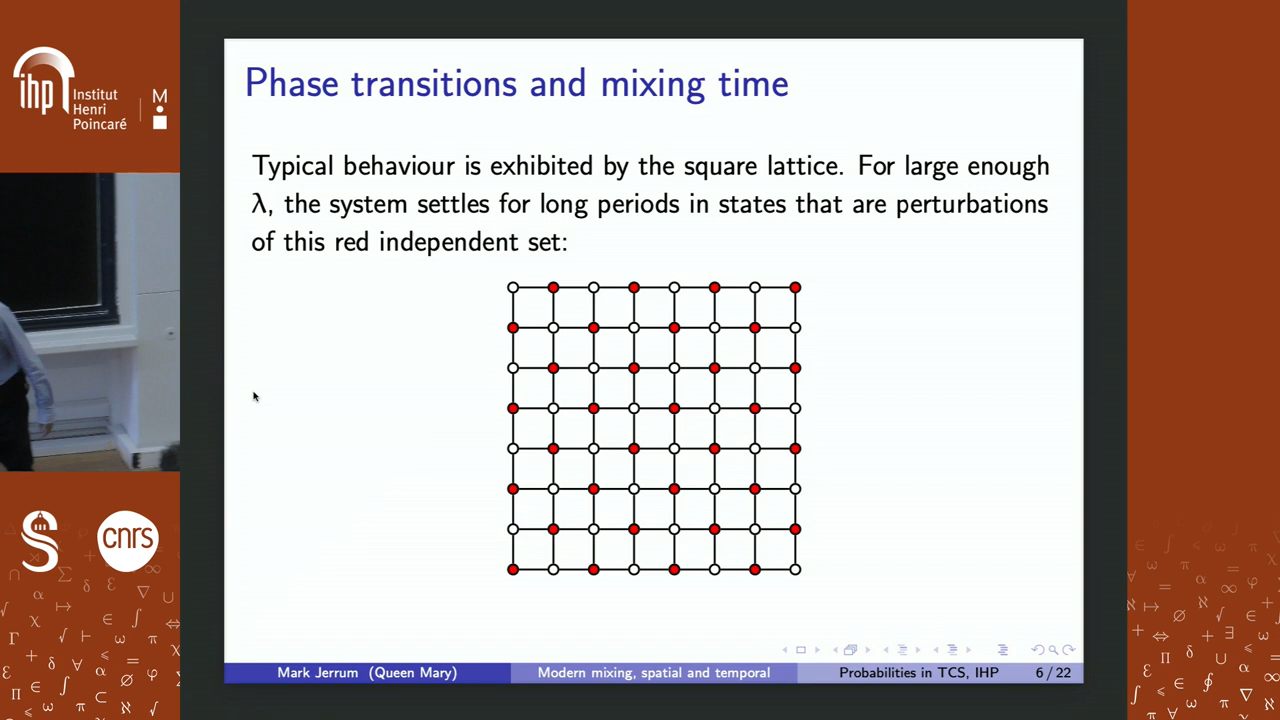 ihp
Institut
Henri
Poincaré
M
Phase transitions and mixing time
Typical behaviour is exhibited by the square lattice. For large enough
λ, the system settles for long periods in states that are perturbations
of this red independent set:
S
cnrs
Mark Jerrum (Queen Mary)
Modern mixing, spatial and temporal
Probabilities in TCS, IHP
6 / 22